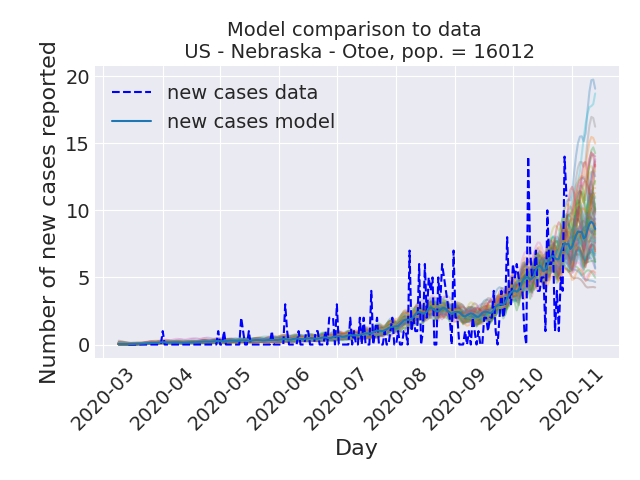 Model comparison to data
US - Nebraska - Otoe, pop. = 16012
Number of new cases reported
20
15
10
5
0
new cases data
new cases model
2020-03
2020-04
2020-05
2020-06
2020-07
2020-08
2020-09
2020-10
2020-11
Day